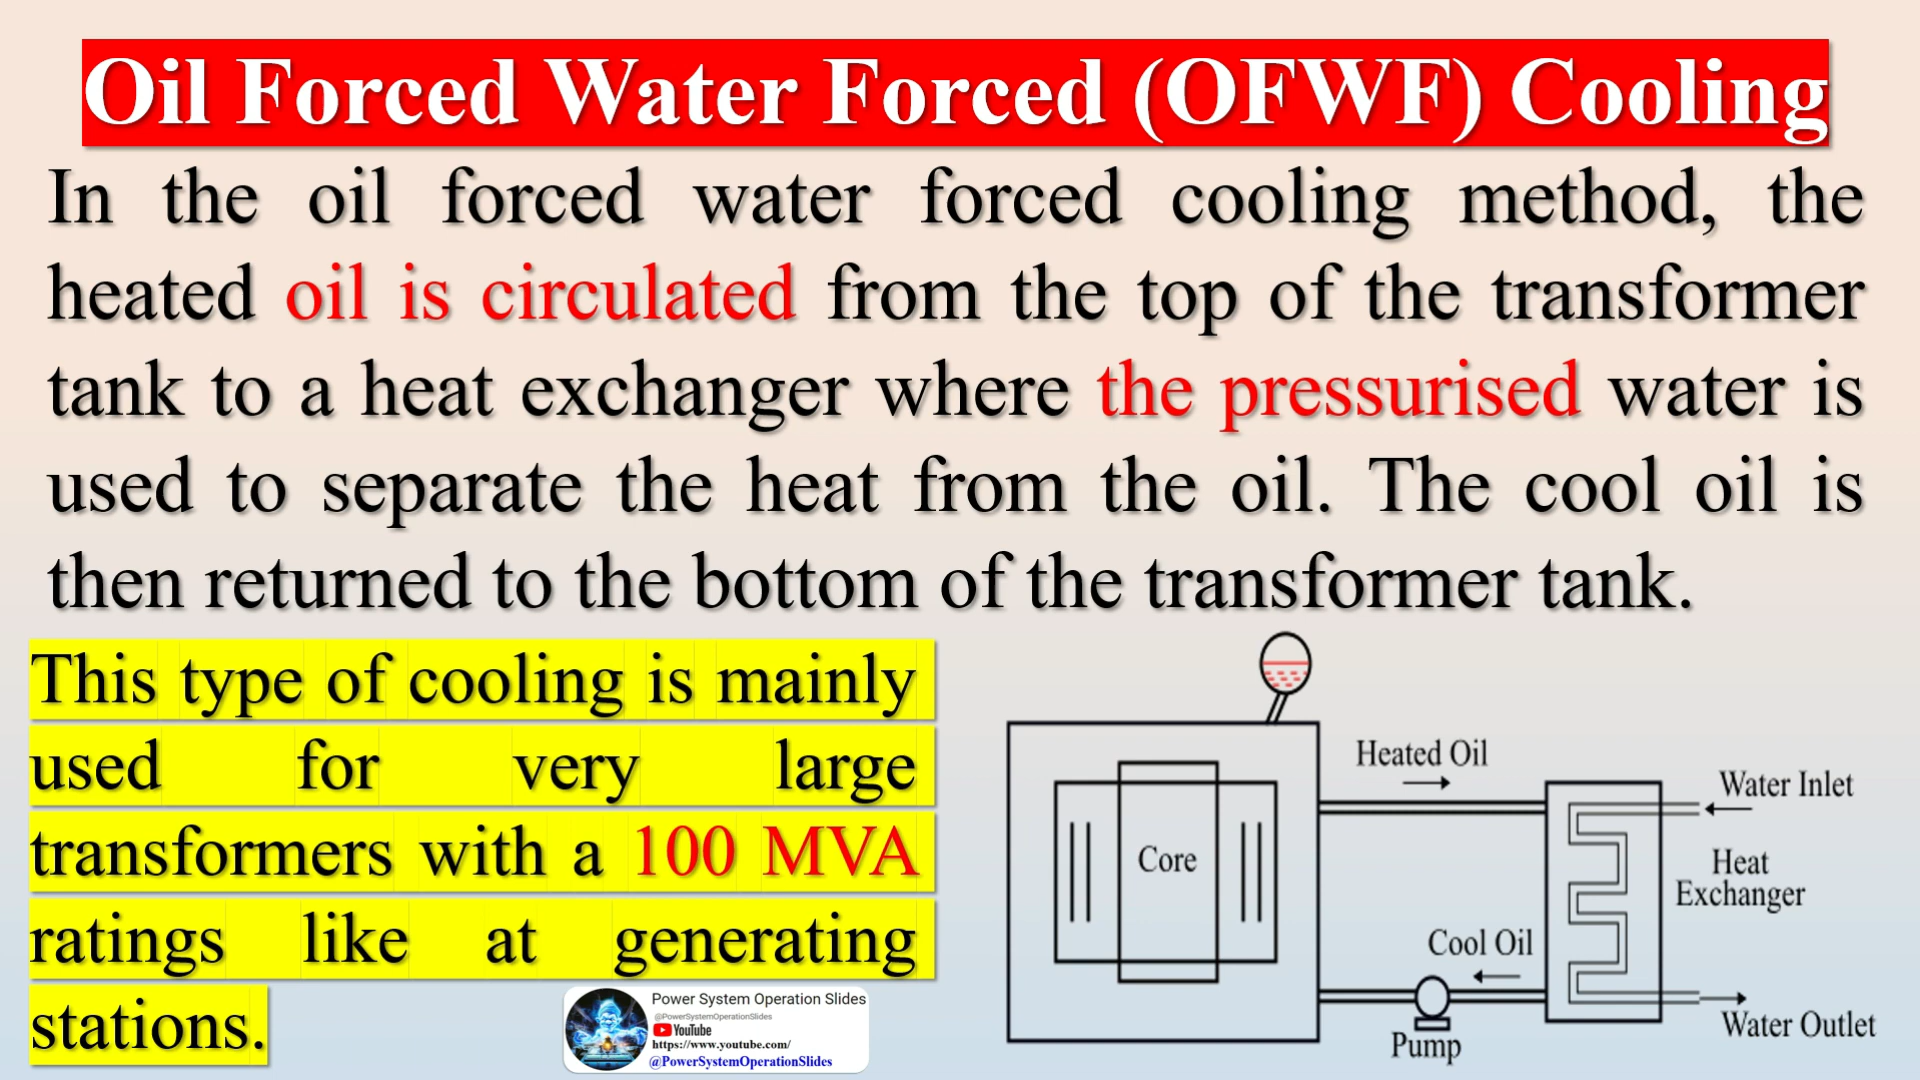 Oil Forced Water Forced (OFWF) Cooling
In the oil forced water forced cooling method, the
heated oil is circulated from the top of the transformer
tank to a heat exchanger where the pressurised water is
used to separate the heat from the oil. The cool oil is
then returned to the bottom of the transformer tank.
This type of cooling is mainly
used for very large
transformers with a 100 MVA
ratings like at generating
stations.
Heated Oil
Water Inlet
Core
Heat
Exchanger
Cool Oil
Water Outlet
Pump
Power System Operation Slides
@PowerSystemOperationSlides
YouTube
https://www.youtube.com/
@PowerSystemOperationSlides